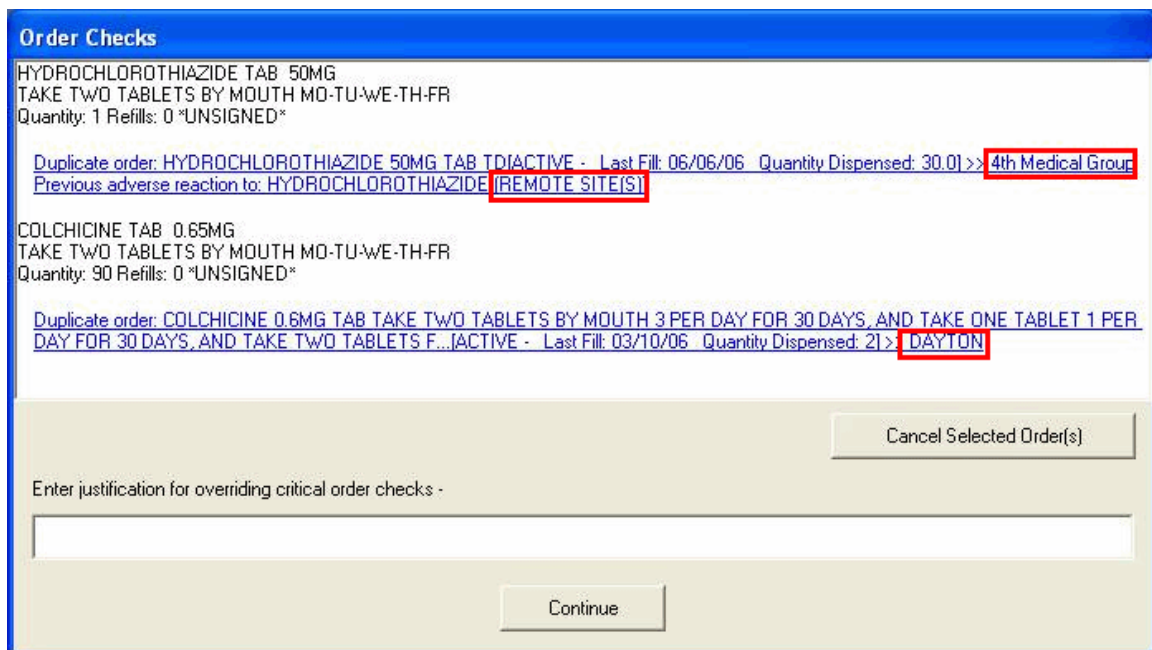 Order Checks
HYDROCHLOROTHIAZIDE TAB 50MG
TAKE TWO TABLETS BY MOUTH MO-TU-WE-TH-FR
Quantity: 1 Refills: 0 *UNSIGNED*
Duplicate order: HYDROCHLOROTHIAZIDE 50MG TAB TD[ACTIVE - Last Fill: 06/06/06 Quantity Dispensed: 30.0] >> 4th Medical Group
Previous adverse reaction to: HYDROCHLOROTHIAZIDE (REMOTE SITE(S)
COLCHICINE TAB 0.65MG
TAKE TWO TABLETS BY MOUTH MO-TU-WE-TH-FR
Quantity: 90 Refills: 0 *UNSIGNED*
Duplicate order: COLCHICINE 0.6MG TAB TAKE TWO TABLETS BY MOUTH 3 PER DAY FOR 30 DAYS, AND TAKE ONE TABLET 1 PER
DAY FOR 30 DAYS, AND TAKE TWO TABLETS F...[ACTIVE - Last Fill: 03/10/06 Quantity Dispensed: 2] >> DAYTON
Cancel Selected Order(s)
Enter justification for overriding critical order checks -
Continue